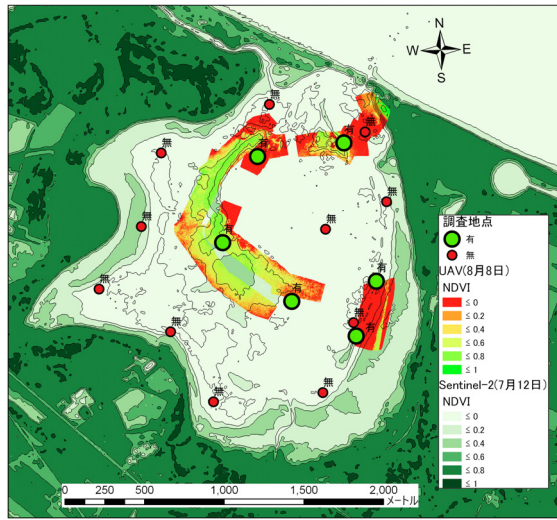 N
W E
S
無
無
有
有
無
無
無
無
有
有
有
無
有
無
無
無
無
調査地点
有
無
UAV(8月8日)
NDVI
≤ 0
≤ 0.2
≤ 0.4
≤ 0.6
≤ 0.8
≤ 1
Sentinel-2(7月12日)
NDVI
≤ 0
≤ 0.2
≤ 0.4
≤ 0.6
≤ 0.8
≤ 1
0 250 500 1,000 1,500 2,000
メートル